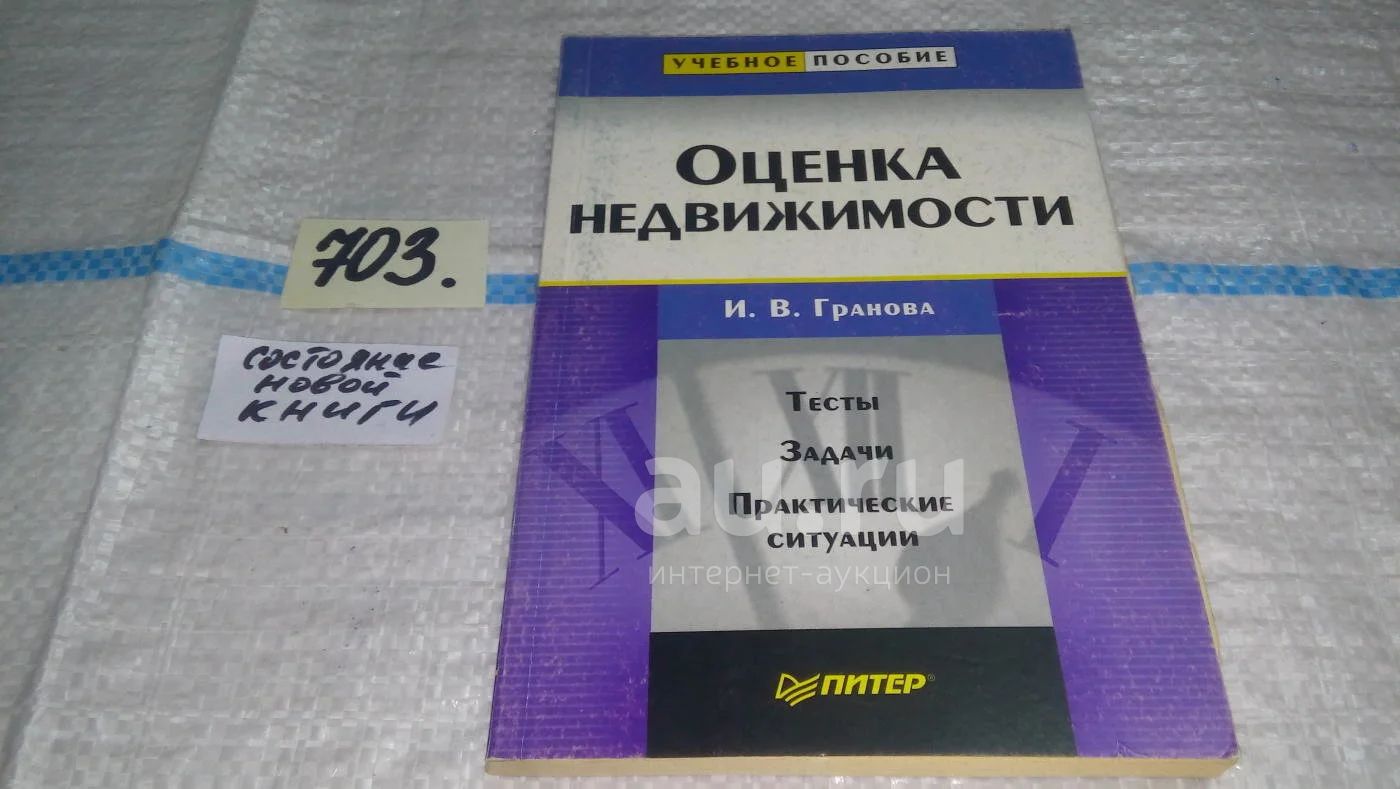 УЧЕБНОЕ ПОСОБИЕ
ОЦЕНКА
НЕДВИЖИМОСТИ
И. В. ГРАНОВА
ТЕСТЫ
ЗАДАЧИ
ПРАКТИЧЕСКИЕ
СИТУАЦИИ
ПИТЕР®
703.
состояние
новой
книги
au.ru
интернет-аукцион